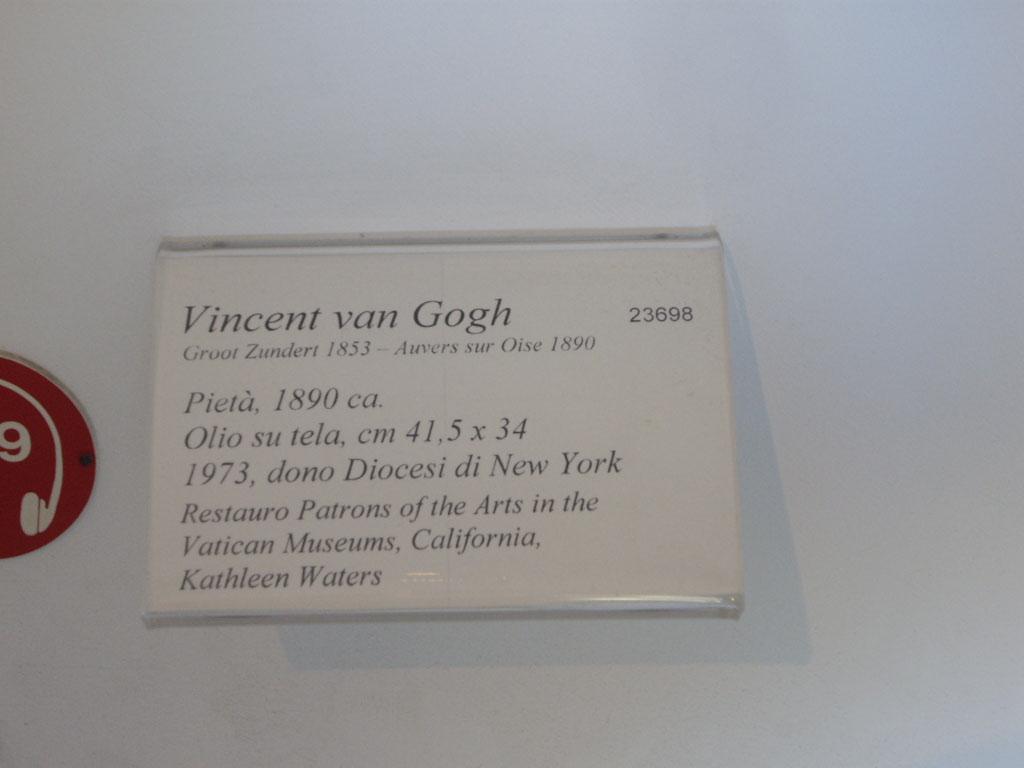 Vincent van Gogh 23698
Groot Zundert 1853 – Auvers sur Oise 1890
Pietà, 1890 ca.
Olio su tela, cm 41,5 x 34
1973, dono Diocesi di New York
Restauro Patrons of the Arts in the
Vatican Museums, California,
Kathleen Waters
9